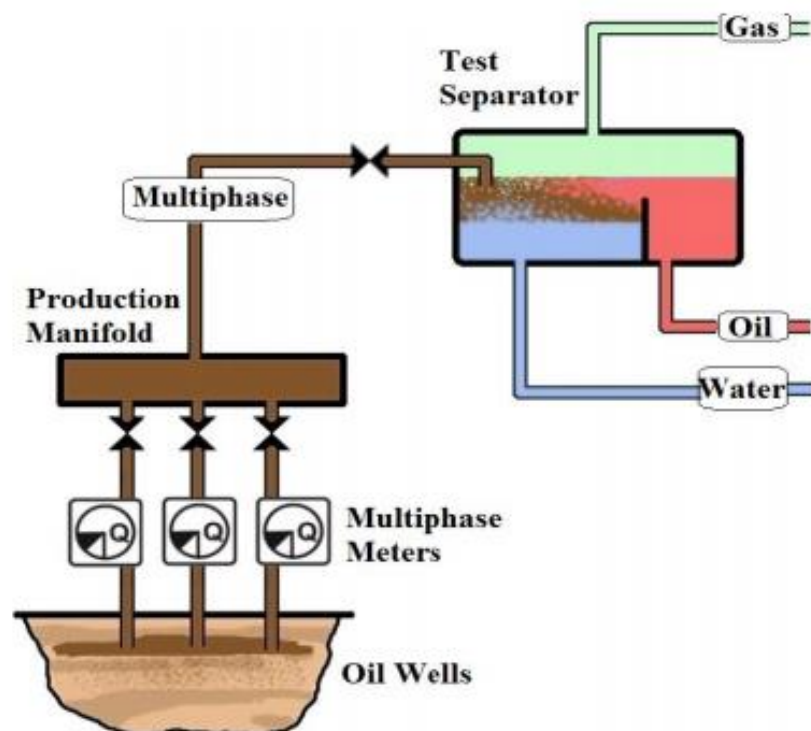 Gas
Test
Separator
Multiphase
Production
Manifold
Oil
Water
Q Q Q
Multiphase
Meters
Oil Wells